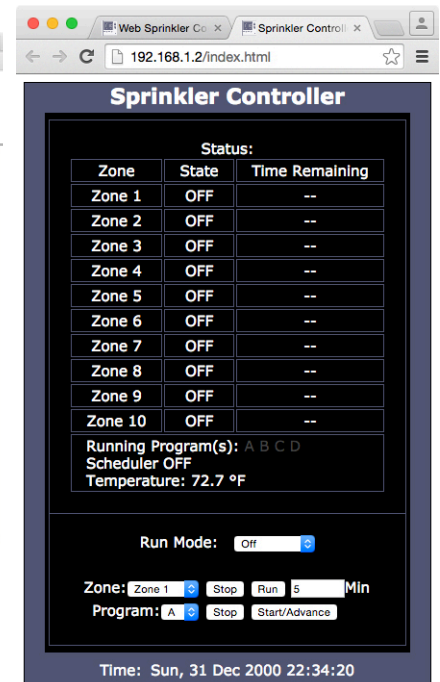 Web Sprinkler Co
Sprinkler Controll
192.168.1.2/index.html
Sprinkler Controller
Status:
Zone State Time Remaining
Zone 1 OFF --
Zone 2 OFF --
Zone 3 OFF --
Zone 4 OFF --
Zone 5 OFF --
Zone 6 OFF --
Zone 7 OFF --
Zone 8 OFF --
Zone 9 OFF --
Zone 10 OFF --
Running Program(s): A B C D
Scheduler OFF
Temperature: 72.7 ºF
Run Mode: Off
Zone: Zone 1 Stop Run 5 Min
Program: A Stop Start/Advance
Time: Sun, 31 Dec 2000 22:34:20